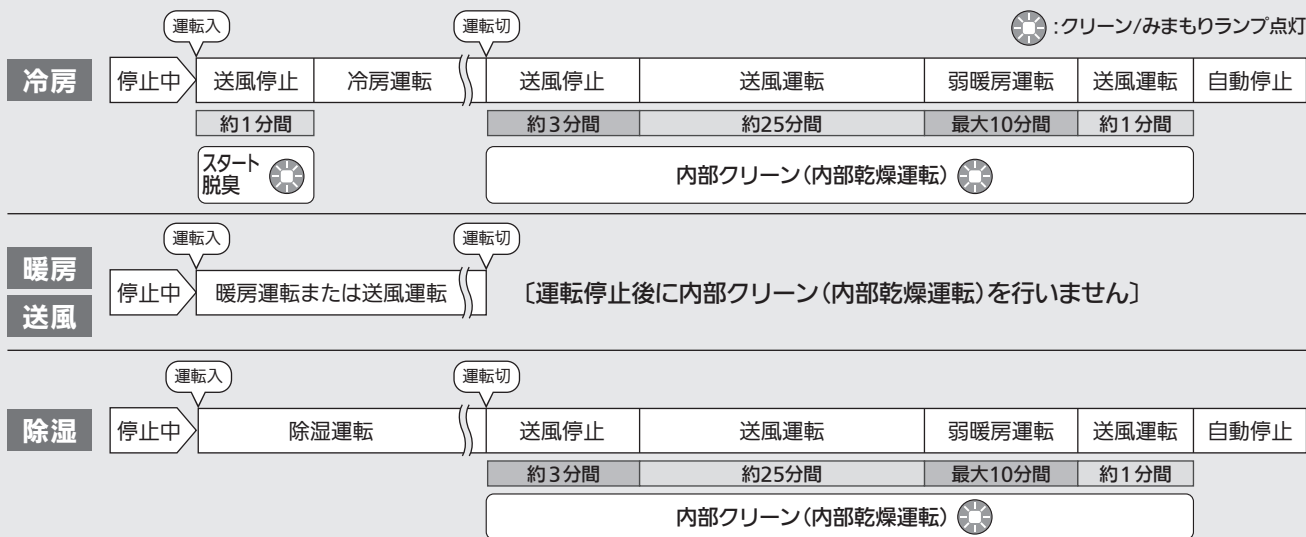 運転入
運転切
:クリーン/みまもりランプ点灯
冷房
停止中
送風停止
冷房運転
送風停止
送風運転
弱暖房運転
送風運転
自動停止
約1分間
約3分間
約25分間
最大10分間
約1分間
スタート
脱臭
内部クリーン(内部乾燥運転)
運転入
運転切
暖房
送風
停止中
暖房運転または送風運転
〔運転停止後に内部クリーン(内部乾燥運転)を行いません〕
運転入
運転切
除湿
停止中
除湿運転
送風停止
送風運転
弱暖房運転
送風運転
自動停止
約3分間
約25分間
最大10分間
約1分間
内部クリーン(内部乾燥運転)